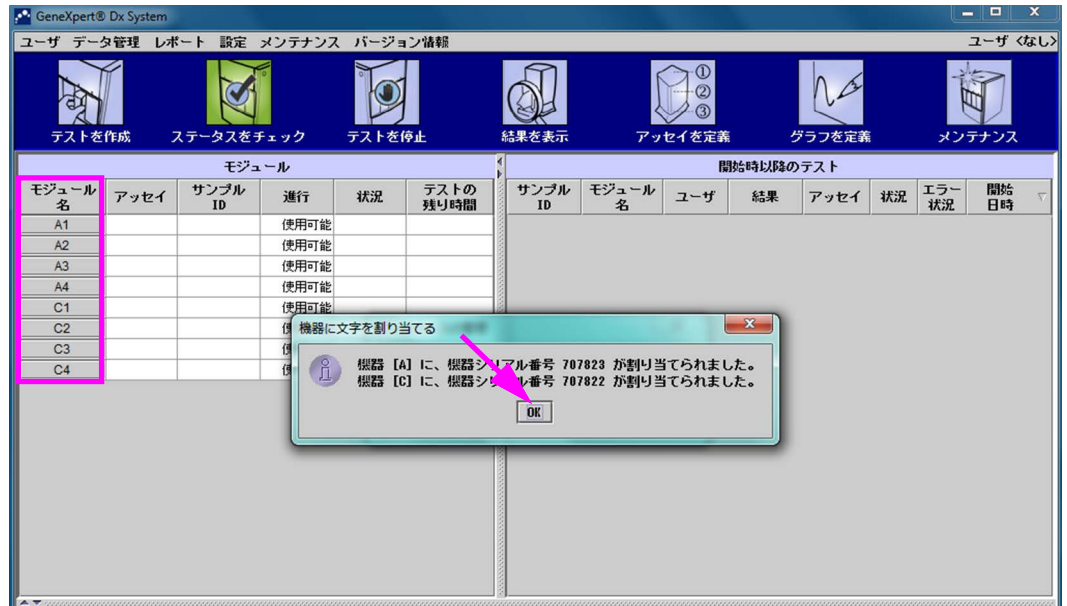 GeneXpert® Dx System
ユーザ データ管理 レポート 設定 メンテナンス バージョン情報 ユーザ <なし>
テストを作成 ステータスをチェック テストを停止 結果を表示 アッセイを定義 グラフを定義 メンテナンス
モジュール
モジュール名 アッセイ サンプル ID 進行 状況 テストの残り時間
A1 使用可能
A2 使用可能
A3 使用可能
A4 使用可能
C1 使用可能
C2
C3
C4
開始時以降のテスト
サンプル ID モジュール名 ユーザ 結果 アッセイ 状況 エラー状況 開始日時
機器に文字を割り当てる
機器 [A] に、機器シリアル番号 707823 が割り当てられました。
機器 [C] に、機器シリアル番号 707822 が割り当てられました。
OK